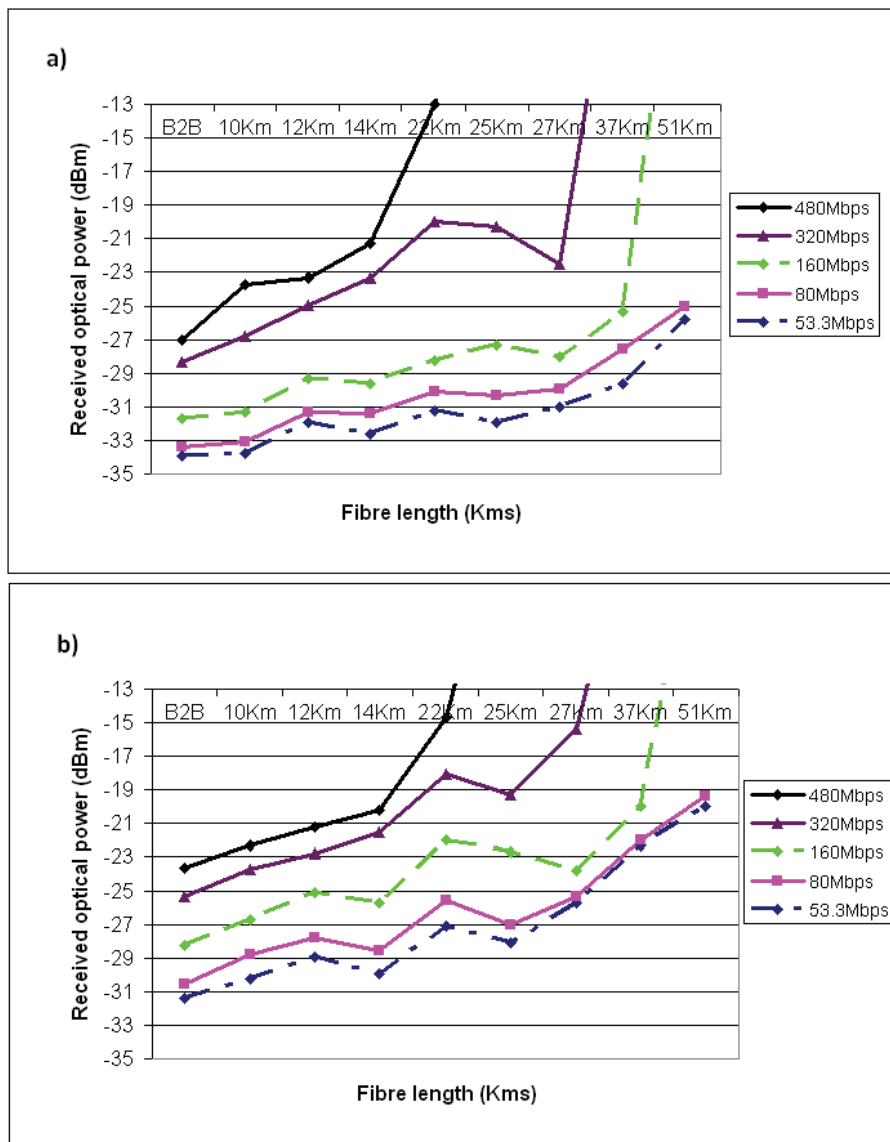 a)
-13
-15
-17
-19
-21
-23
-25
-27
-29
-31
-33
-35
B2B 10Km 12Km 14Km 22Km 25Km 27Km 37Km 51Km
Received optical power (dBm)
Fibre length (Kms)
480Mbps
320Mbps
160Mbps
80Mbps
53.3Mbps
b)
-13
-15
-17
-19
-21
-23
-25
-27
-29
-31
-33
-35
B2B 10Km 12Km 14Km 22Km 25Km 27Km 37Km 51Km
Received optical power (dBm)
Fibre length (Kms)
480Mbps
320Mbps
160Mbps
80Mbps
53.3Mbps